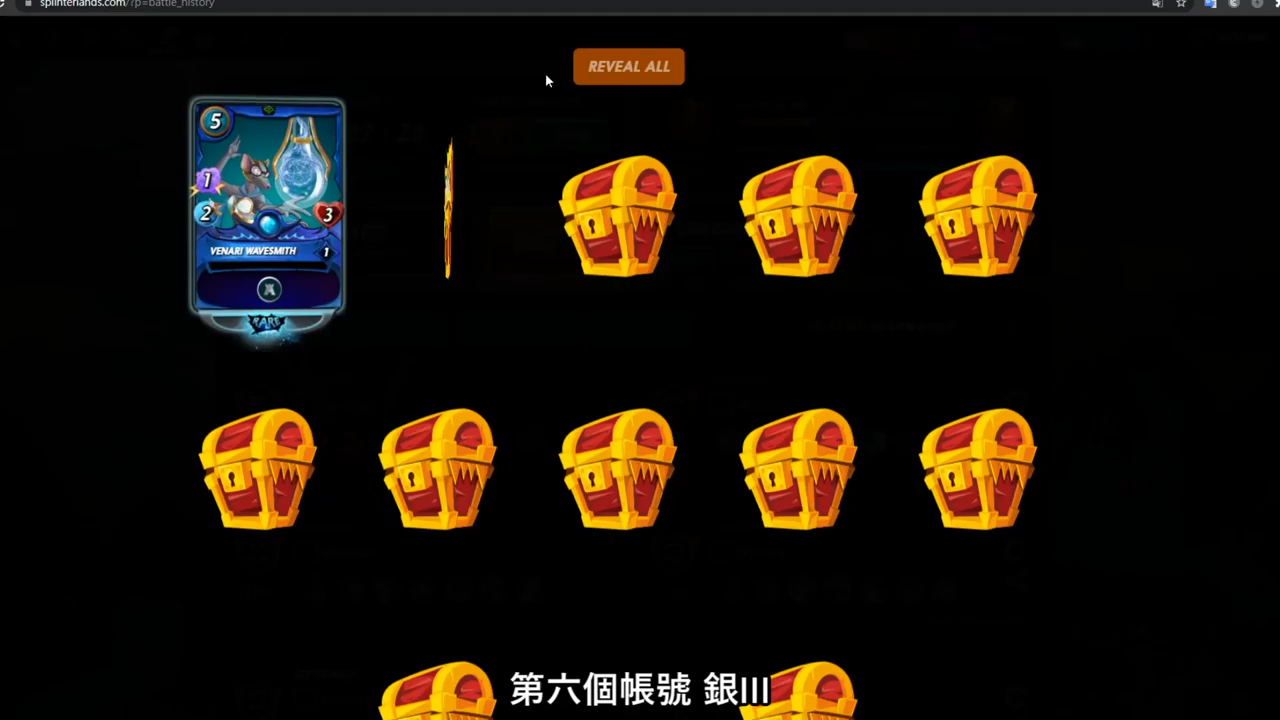 splinterlands.com/?p=battle_history
REVEAL ALL
5
1
2
3
VENARI WAVESMITH 1
RARE
第六個帳號 銀III